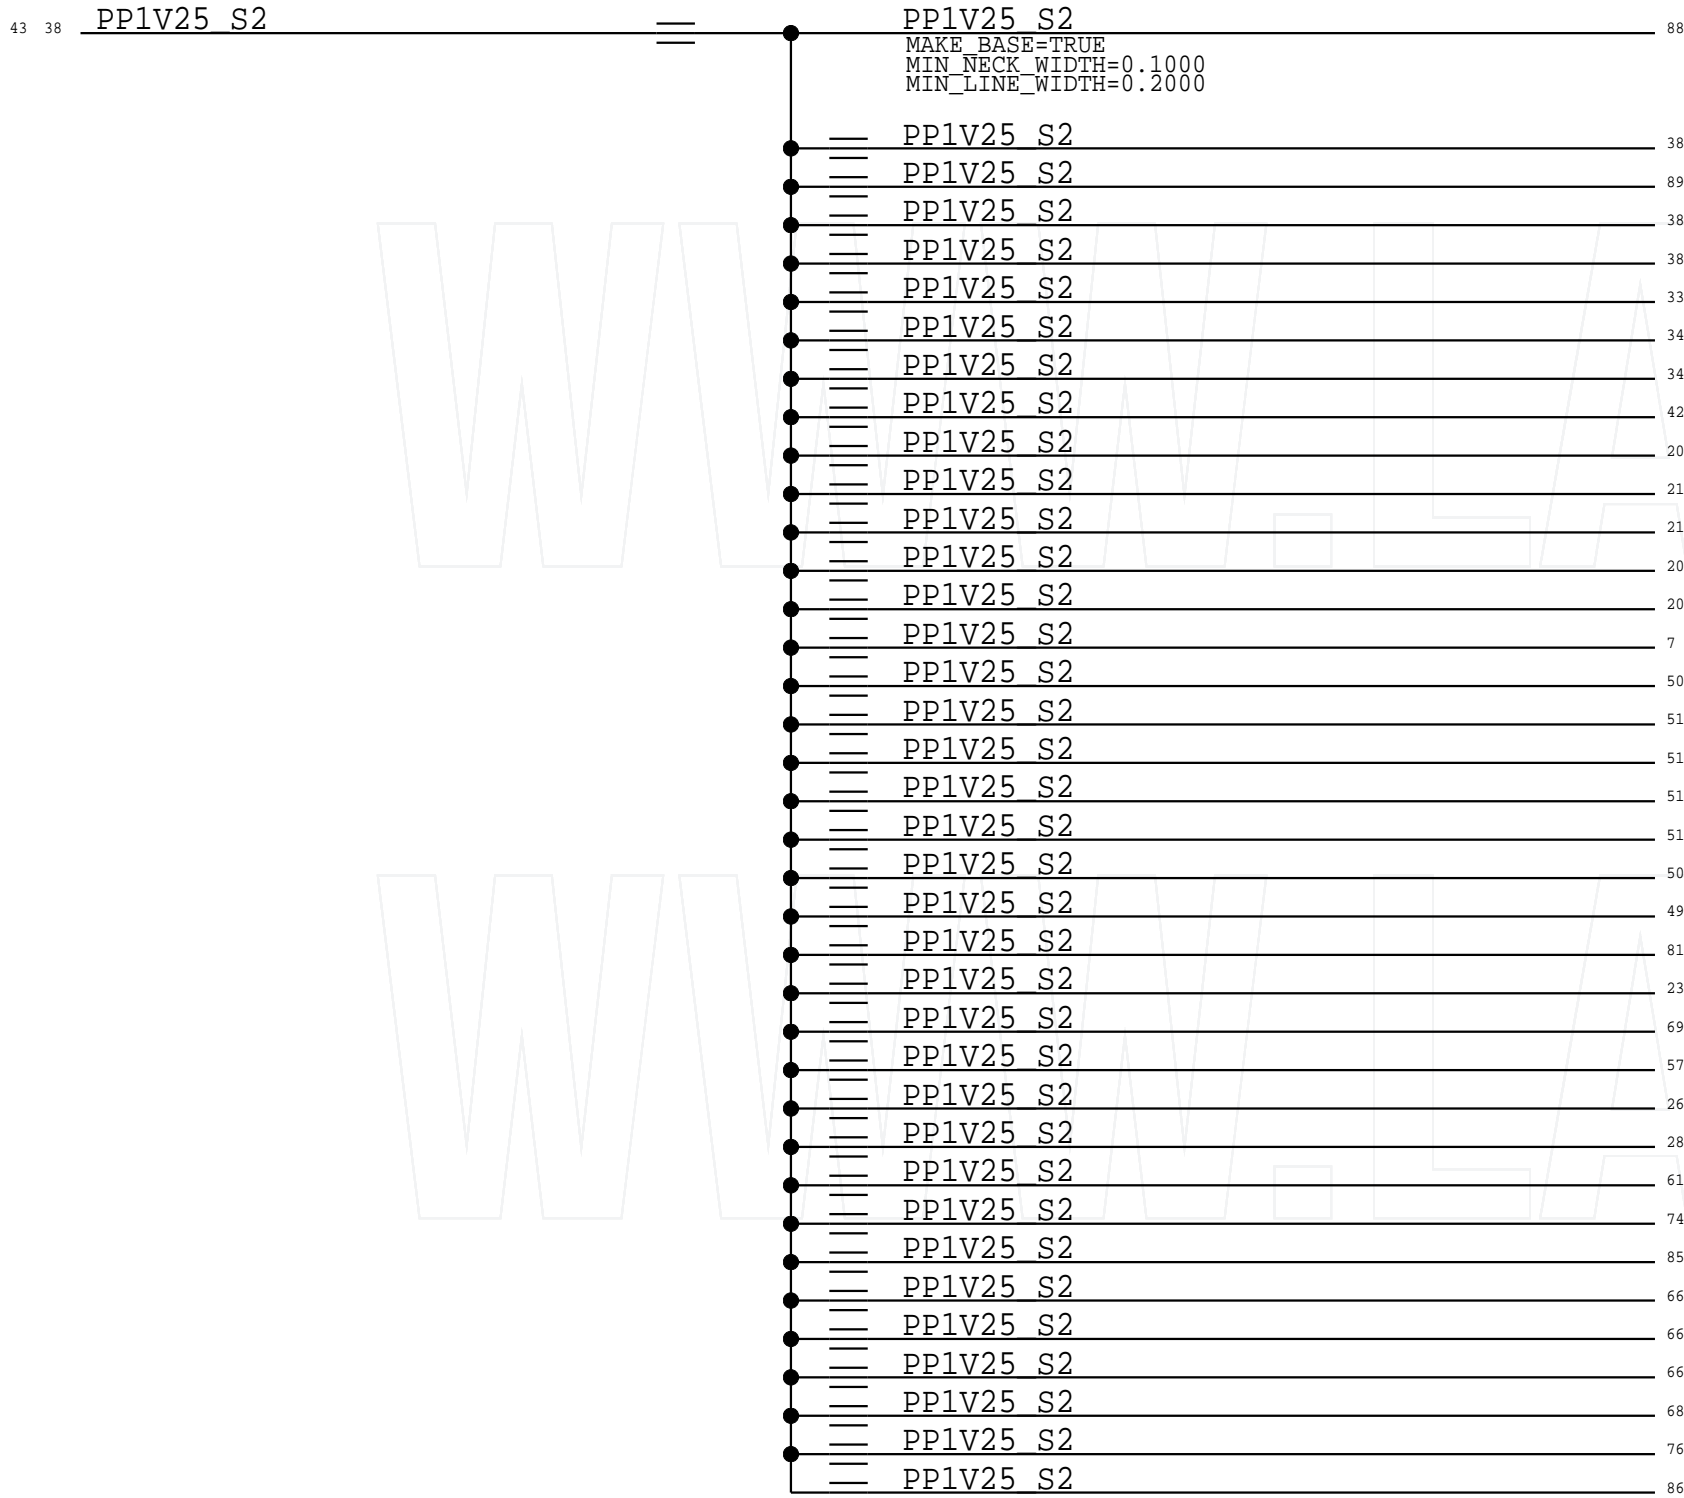 43 38 PP1V25_S2 PP1V25_S2 88
MAKE_BASE=TRUE
MIN_NECK_WIDTH=0.1000
MIN_LINE_WIDTH=0.2000
PP1V25_S2 38
PP1V25_S2 89
PP1V25_S2 38
PP1V25_S2 38
PP1V25_S2 33
PP1V25_S2 34
PP1V25_S2 34
PP1V25_S2 42
PP1V25_S2 20
PP1V25_S2 21
PP1V25_S2 21
PP1V25_S2 20
PP1V25_S2 20
PP1V25_S2 7
PP1V25_S2 50
PP1V25_S2 51
PP1V25_S2 51
PP1V25_S2 51
PP1V25_S2 51
PP1V25_S2 50
PP1V25_S2 49
PP1V25_S2 81
PP1V25_S2 23
PP1V25_S2 69
PP1V25_S2 57
PP1V25_S2 26
PP1V25_S2 28
PP1V25_S2 61
PP1V25_S2 74
PP1V25_S2 85
PP1V25_S2 66
PP1V25_S2 66
PP1V25_S2 66
PP1V25_S2 68
PP1V25_S2 76
PP1V25_S2 86
WWW.LA
WWW.LA